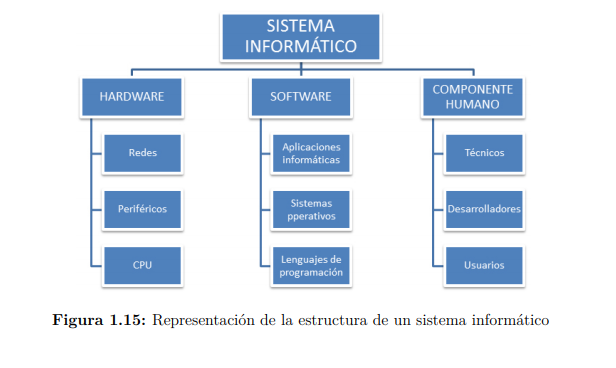 SISTEMA
INFORMÁTICO
HARDWARE
Redes
Periféricos
CPU
SOFTWARE
Aplicaciones
informáticas
Sistemas
pperativos
Lenguajes de
programación
COMPONENTE
HUMANO
Técnicos
Desarrolladores
Usuarios
Figura 1.15: Representación de la estructura de un sistema informático